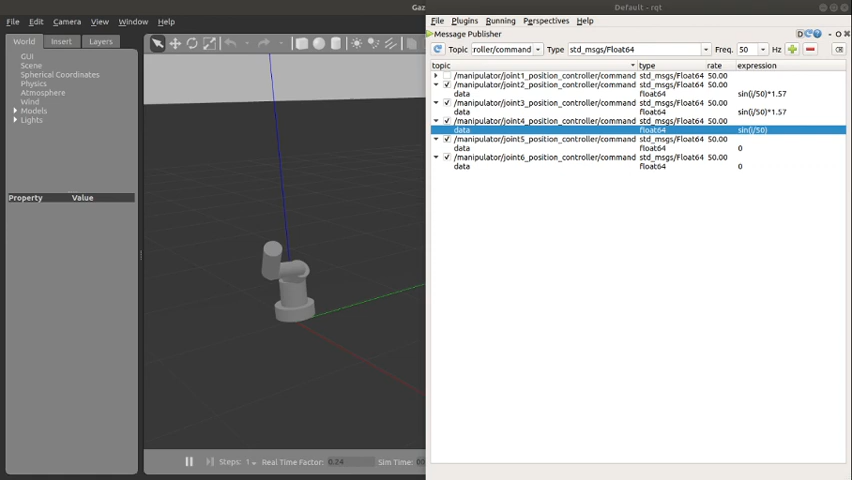 Gaz
Default - rqt
File Edit Camera View Window Help
File Plugins Running Perspectives Help
World Insert Layers
GUI
Scene
Spherical Coordinates
Physics
Atmosphere
Wind
Models
Lights
Property Value
Steps: 1 Real Time Factor: 0.24 Sim Time: 00
Message Publisher
D - O
Topic roller/command Type std_msgs/Float64 Freq. 50 Hz
topic type rate expression
/manipulator/joint1_position_controller/command std_msgs/Float64 50.00
/manipulator/joint2_position_controller/command std_msgs/Float64 50.00
data float64 sin(i/50)*1.57
/manipulator/joint3_position_controller/command std_msgs/Float64 50.00
data float64 sin(i/50)*1.57
/manipulator/joint4_position_controller/command std_msgs/Float64 50.00
data float64 sin(i/50)
/manipulator/joint5_position_controller/command std_msgs/Float64 50.00
data float64 0
/manipulator/joint6_position_controller/command std_msgs/Float64 50.00
data float64 0